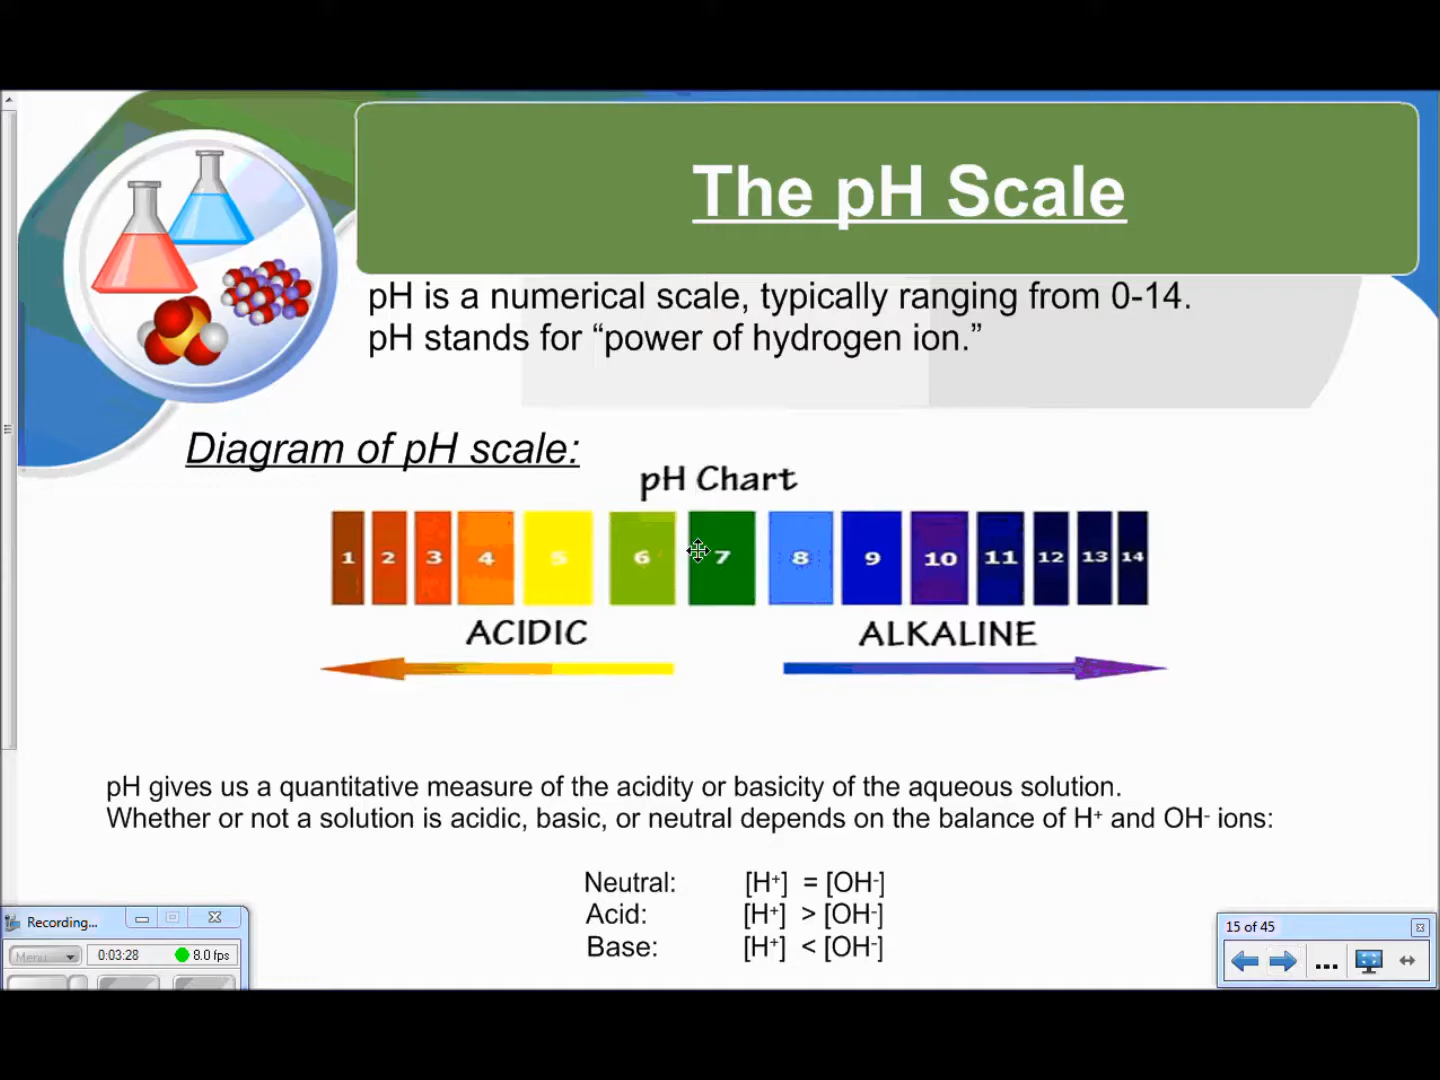 The pH Scale
pH is a numerical scale, typically ranging from 0-14.
pH stands for “power of hydrogen ion.”
Diagram of pH scale:
pH Chart
1 2 3 4 5 6 7 8 9 10 11 12 13 14
ACIDIC ALKALINE
pH gives us a quantitative measure of the acidity or basicity of the aqueous solution.
Whether or not a solution is acidic, basic, or neutral depends on the balance of H⁺ and OH⁻ ions:
Neutral: [H⁺] = [OH⁻]
Acid: [H⁺] > [OH⁻]
Base: [H⁺] < [OH⁻]
Recording...
Menu 0:03:28 8.0 fps
15 of 45
...